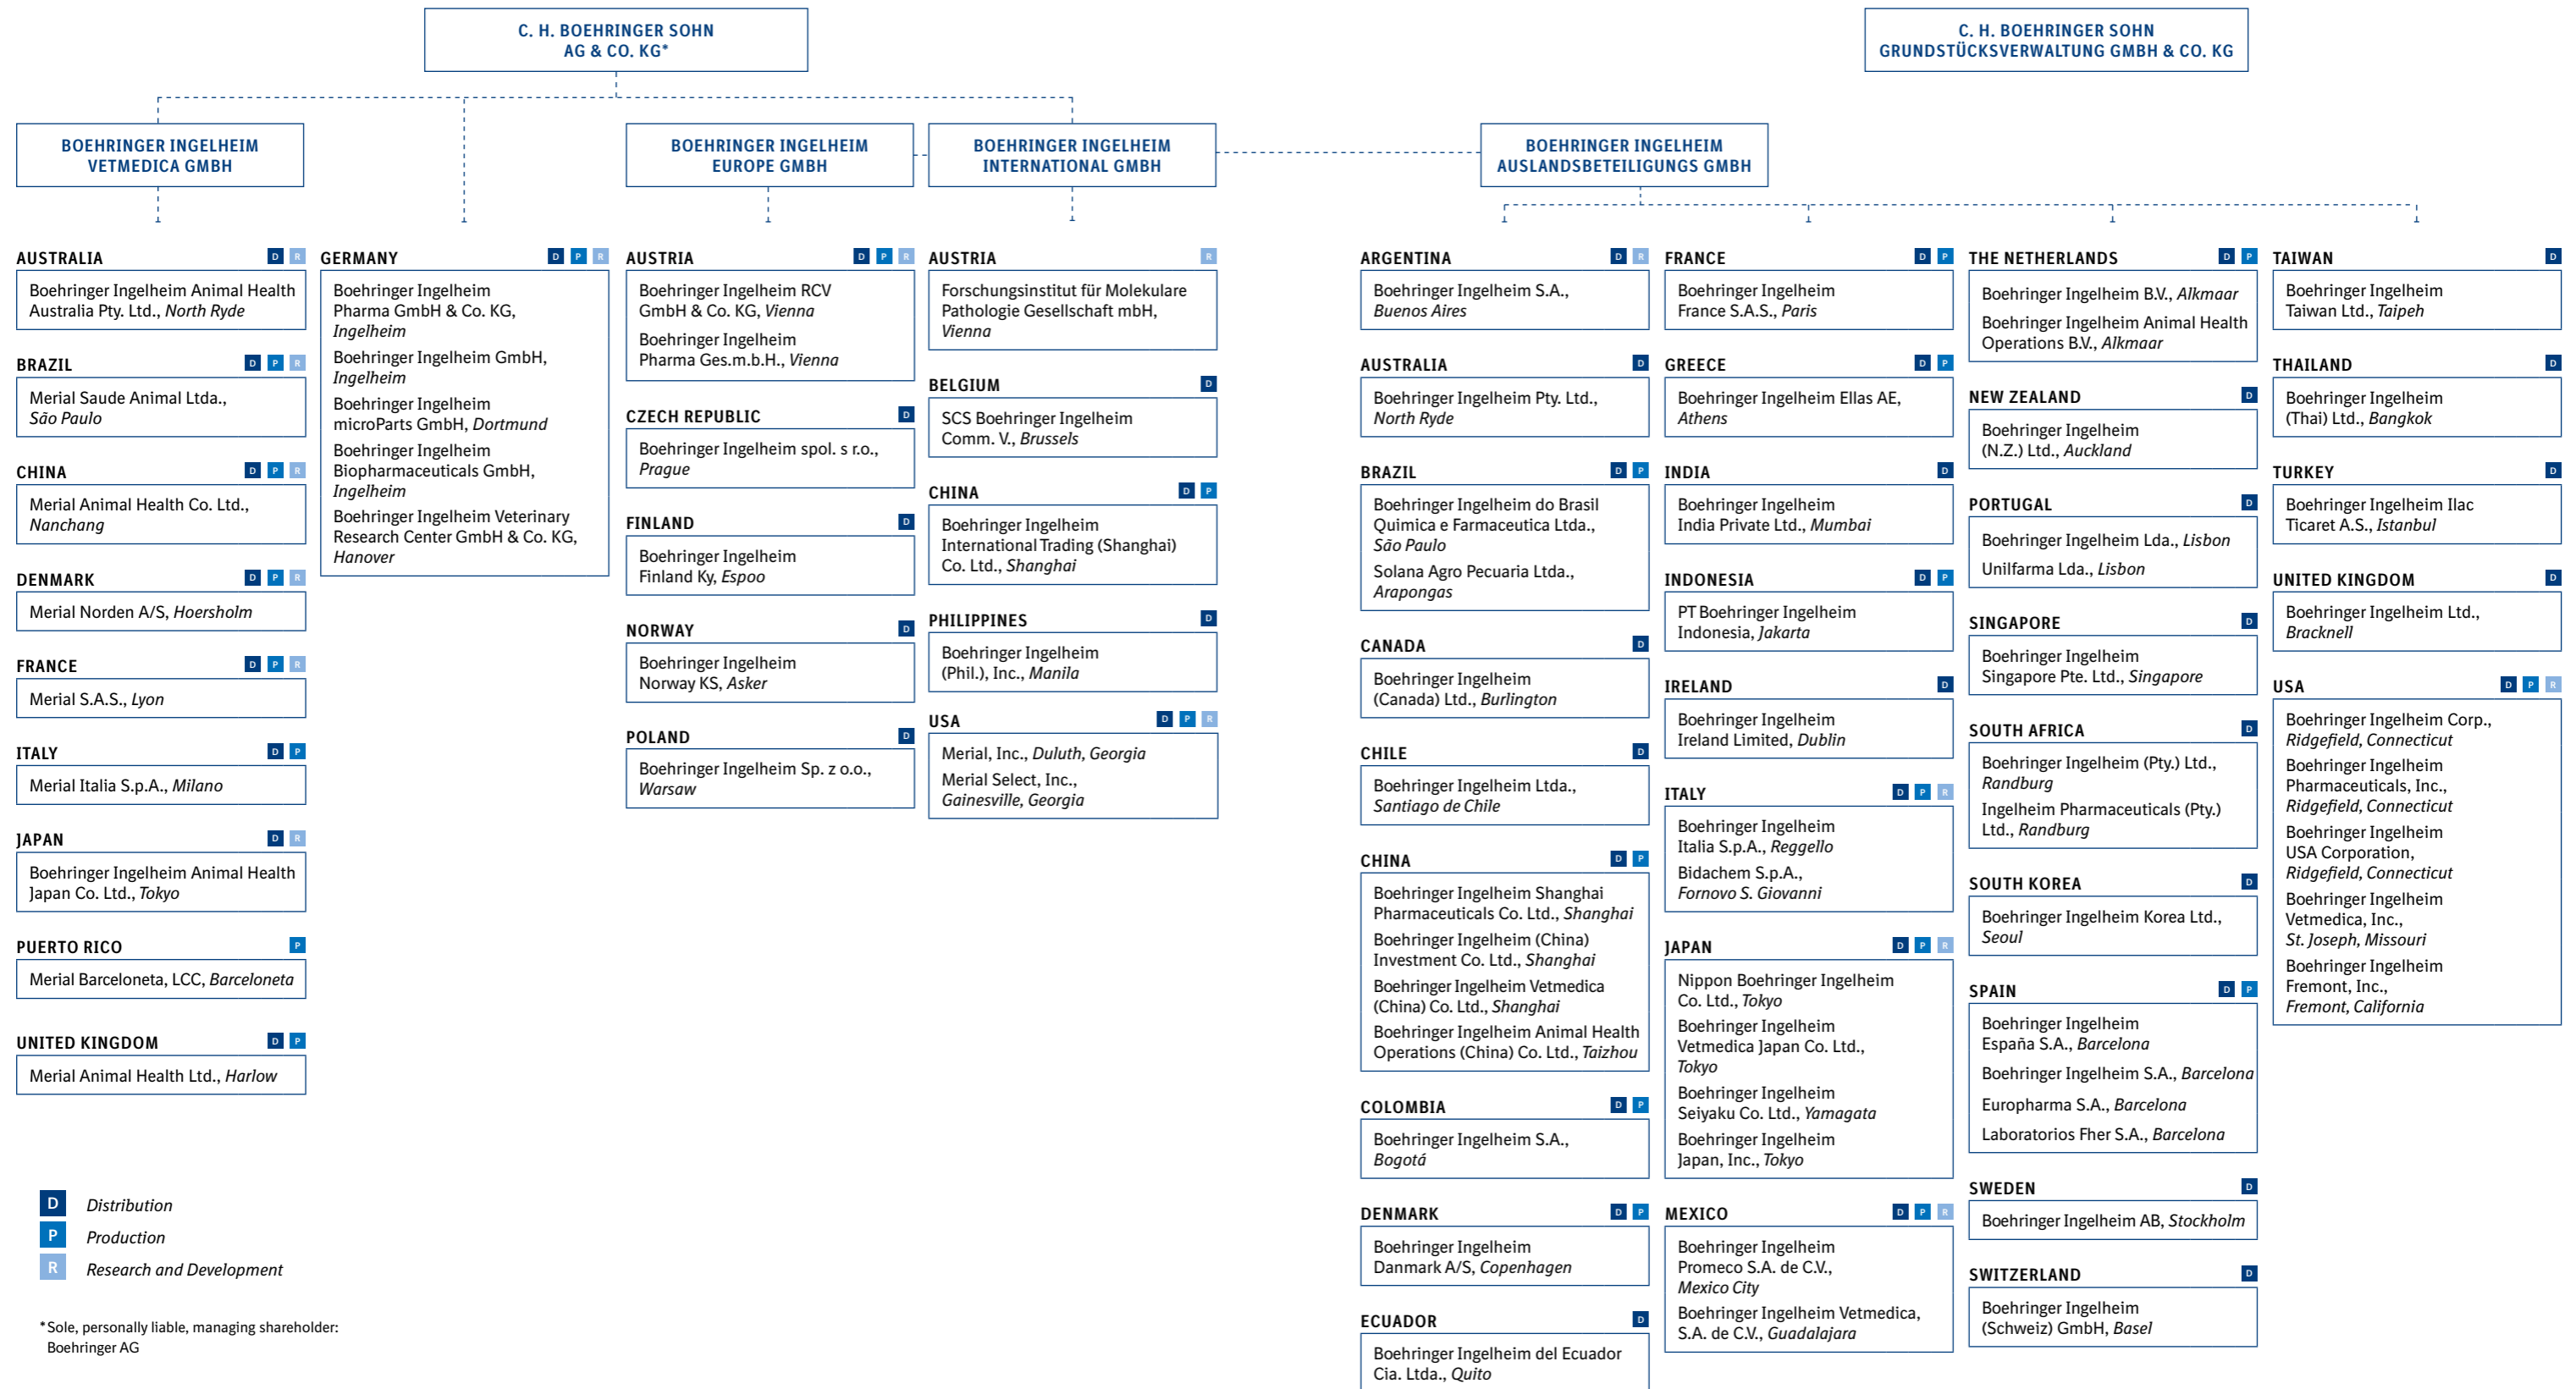 C. H. BOEHRINGER SOHN
AG & CO. KG*
C. H. BOEHRINGER SOHN
GRUNDSTÜCKSVERWALTUNG GMBH & CO. KG
BOEHRINGER INGELHEIM
VETMEDICA GMBH
BOEHRINGER INGELHEIM
EUROPE GMBH
BOEHRINGER INGELHEIM
INTERNATIONAL GMBH
BOEHRINGER INGELHEIM
AUSLANDSBETEILIGUNGS GMBH
AUSTRALIA D R
Boehringer Ingelheim Animal Health
Australia Pty. Ltd., North Ryde
BRAZIL D P R
Merial Saude Animal Ltda.,
São Paulo
CHINA D P R
Merial Animal Health Co. Ltd.,
Nanchang
DENMARK D P R
Merial Norden A/S, Hoersholm
FRANCE D P R
Merial S.A.S., Lyon
ITALY D P
Merial Italia S.p.A., Milano
JAPAN D R
Boehringer Ingelheim Animal Health
Japan Co. Ltd., Tokyo
PUERTO RICO P
Merial Barceloneta, LCC, Barceloneta
UNITED KINGDOM D P
Merial Animal Health Ltd., Harlow
GERMANY D P R
Boehringer Ingelheim
Pharma GmbH & Co. KG,
Ingelheim
Boehringer Ingelheim GmbH,
Ingelheim
Boehringer Ingelheim
microParts GmbH, Dortmund
Boehringer Ingelheim
Biopharmaceuticals GmbH,
Ingelheim
Boehringer Ingelheim Veterinary
Research Center GmbH & Co. KG,
Hanover
AUSTRIA D P R
Boehringer Ingelheim RCV
GmbH & Co. KG, Vienna
Boehringer Ingelheim
Pharma Ges.m.b.H., Vienna
CZECH REPUBLIC D
Boehringer Ingelheim spol. s r.o.,
Prague
FINLAND D
Boehringer Ingelheim
Finland Ky, Espoo
NORWAY D
Boehringer Ingelheim
Norway KS, Asker
POLAND D
Boehringer Ingelheim Sp. z o.o.,
Warsaw
AUSTRIA R
Forschungsinstitut für Molekulare
Pathologie Gesellschaft mbH,
Vienna
BELGIUM D
SCS Boehringer Ingelheim
Comm. V., Brussels
CHINA D P
Boehringer Ingelheim
International Trading (Shanghai)
Co. Ltd., Shanghai
PHILIPPINES D
Boehringer Ingelheim
(Phil.), Inc., Manila
USA D P R
Merial, Inc., Duluth, Georgia
Merial Select, Inc.,
Gainesville, Georgia
ARGENTINA D R
Boehringer Ingelheim S.A.,
Buenos Aires
AUSTRALIA D
Boehringer Ingelheim Pty. Ltd.,
North Ryde
BRAZIL D P
Boehringer Ingelheim do Brasil
Quimica e Farmaceutica Ltda.,
São Paulo
Solana Agro Pecuaria Ltda.,
Arapongas
CANADA D
Boehringer Ingelheim
(Canada) Ltd., Burlington
CHILE D
Boehringer Ingelheim Ltda.,
Santiago de Chile
CHINA D P
Boehringer Ingelheim Shanghai
Pharmaceuticals Co. Ltd., Shanghai
Boehringer Ingelheim (China)
Investment Co. Ltd., Shanghai
Boehringer Ingelheim Vetmedica
(China) Co. Ltd., Shanghai
Boehringer Ingelheim Animal Health
Operations (China) Co. Ltd., Taizhou
COLOMBIA D P
Boehringer Ingelheim S.A.,
Bogotá
DENMARK D P
Boehringer Ingelheim
Danmark A/S, Copenhagen
ECUADOR D
Boehringer Ingelheim del Ecuador
Cia. Ltda., Quito
FRANCE D P
Boehringer Ingelheim
France S.A.S., Paris
GREECE D P
Boehringer Ingelheim Ellas AE,
Athens
INDIA D
Boehringer Ingelheim
India Private Ltd., Mumbai
INDONESIA D P
PT Boehringer Ingelheim
Indonesia, Jakarta
IRELAND D
Boehringer Ingelheim
Ireland Limited, Dublin
ITALY D P R
Boehringer Ingelheim
Italia S.p.A., Reggello
Bidachem S.p.A.,
Fornovo S. Giovanni
JAPAN D P R
Nippon Boehringer Ingelheim
Co. Ltd., Tokyo
Boehringer Ingelheim
Vetmedica Japan Co. Ltd.,
Tokyo
Boehringer Ingelheim
Seiyaku Co. Ltd., Yamagata
Boehringer Ingelheim
Japan, Inc., Tokyo
MEXICO D P R
Boehringer Ingelheim
Promeco S.A. de C.V.,
Mexico City
Boehringer Ingelheim Vetmedica,
S.A. de C.V., Guadalajara
THE NETHERLANDS D P
Boehringer Ingelheim B.V., Alkmaar
Boehringer Ingelheim Animal Health
Operations B.V., Alkmaar
NEW ZEALAND D
Boehringer Ingelheim
(N.Z.) Ltd., Auckland
PORTUGAL D
Boehringer Ingelheim Lda., Lisbon
Unilfarma Lda., Lisbon
SINGAPORE D
Boehringer Ingelheim
Singapore Pte. Ltd., Singapore
SOUTH AFRICA D
Boehringer Ingelheim (Pty.) Ltd.,
Randburg
Ingelheim Pharmaceuticals (Pty.)
Ltd., Randburg
SOUTH KOREA D
Boehringer Ingelheim Korea Ltd.,
Seoul
SPAIN D P
Boehringer Ingelheim
España S.A., Barcelona
Boehringer Ingelheim S.A., Barcelona
Europharma S.A., Barcelona
Laboratorios Fher S.A., Barcelona
SWEDEN D
Boehringer Ingelheim AB, Stockholm
SWITZERLAND D
Boehringer Ingelheim
(Schweiz) GmbH, Basel
TAIWAN D
Boehringer Ingelheim
Taiwan Ltd., Taipeh
THAILAND D
Boehringer Ingelheim
(Thai) Ltd., Bangkok
TURKEY D
Boehringer Ingelheim Ilac
Ticaret A.S., Istanbul
UNITED KINGDOM D
Boehringer Ingelheim Ltd.,
Bracknell
USA D P R
Boehringer Ingelheim Corp.,
Ridgefield, Connecticut
Boehringer Ingelheim
Pharmaceuticals, Inc.,
Ridgefield, Connecticut
Boehringer Ingelheim
USA Corporation,
Ridgefield, Connecticut
Boehringer Ingelheim
Vetmedica, Inc.,
St. Joseph, Missouri
Boehringer Ingelheim
Fremont, Inc.,
Fremont, California
D Distribution
P Production
R Research and Development
*Sole, personally liable, managing shareholder:
Boehringer AG